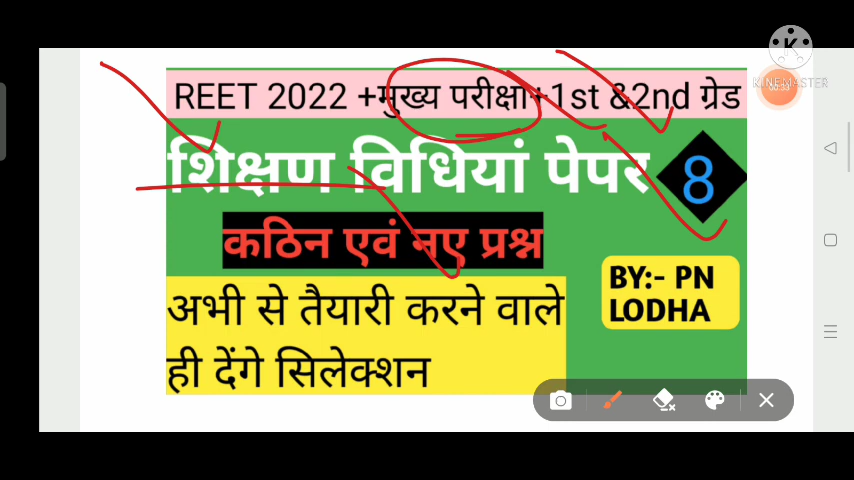 REET 2022 +मुख्य परीक्षा+1st &2nd ग्रेड
शिक्षण विधियां पेपर 8
कठिन एवं नए प्रश्न
अभी से तैयारी करने वाले
ही देंगे सिलेक्शन
BY:- PN
LODHA
KINEMASTER